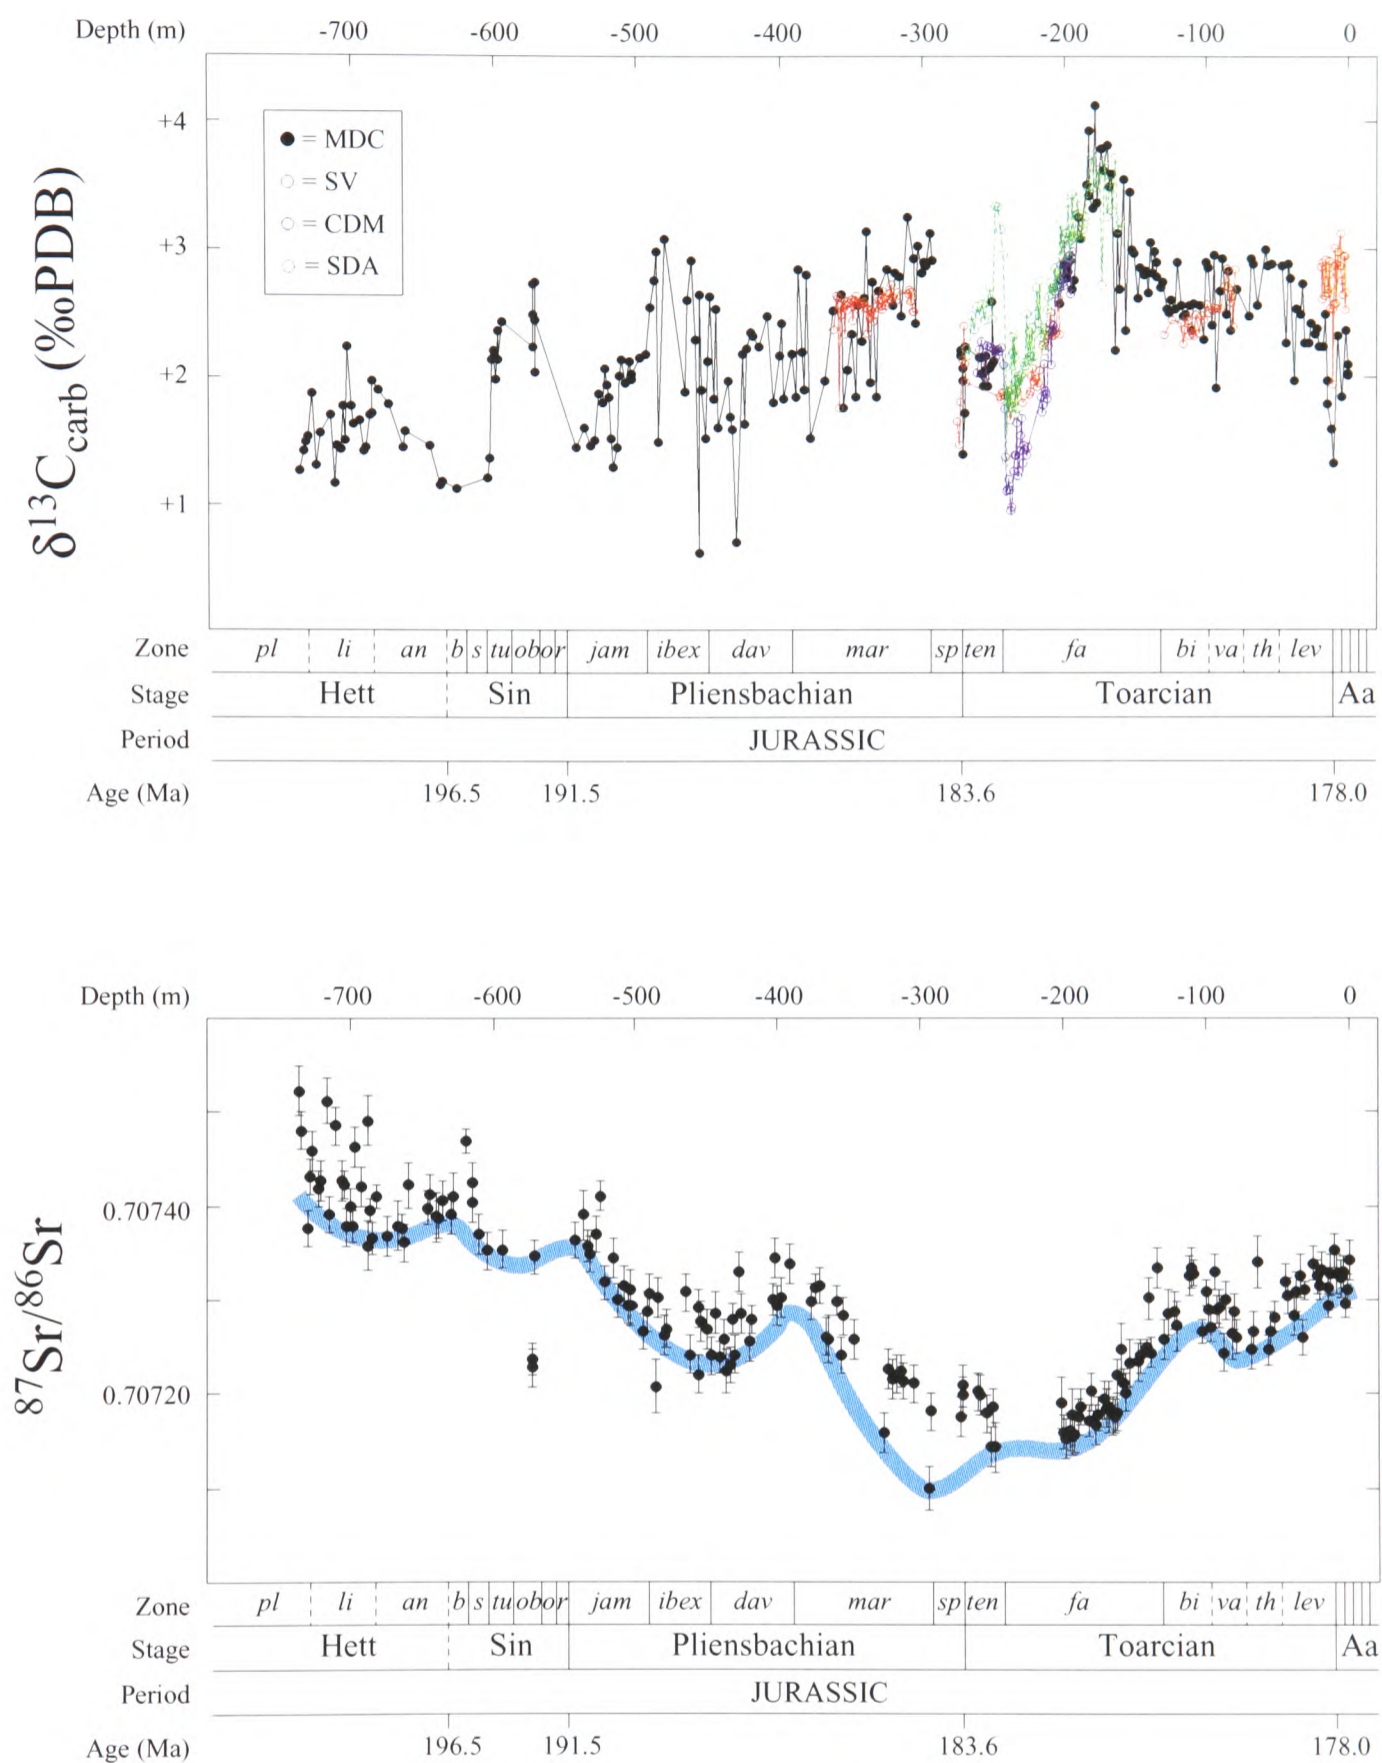 Depth (m) -700 -600 -500 -400 -300 -200 -100 0
δ13Ccarb (‰PDB)
+4
+3
+2
+1
● = MDC
○ = SV
○ = CDM
○ = SDA
Zone pl li an b s tu ob or jam ibex dav mar sp ten fa bi va th lev
Stage Hett Sin Pliensbachian Toarcian Aa
Period JURASSIC
Age (Ma) 196.5 191.5 183.6 178.0
Depth (m) -700 -600 -500 -400 -300 -200 -100 0
87Sr/86Sr
0.70740
0.70720
Zone pl li an b s tu ob or jam ibex dav mar sp ten fa bi va th lev
Stage Hett Sin Pliensbachian Toarcian Aa
Period JURASSIC
Age (Ma) 196.5 191.5 183.6 178.0